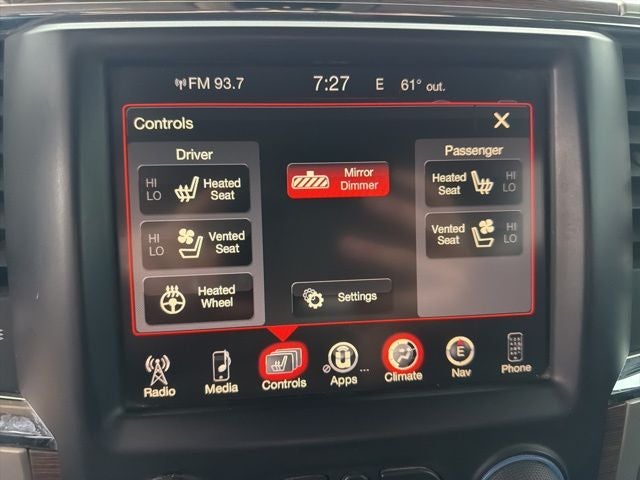 FM 93.7 7:27 E 61° out.
Controls X
Driver
HI
LO
Heated
Seat
HI
LO
Vented
Seat
Heated
Wheel
Mirror
Dimmer
Settings
Passenger
Heated
Seat
HI
LO
Vented
Seat
HI
LO
Radio Media Controls Apps ... Climate E Nav Phone